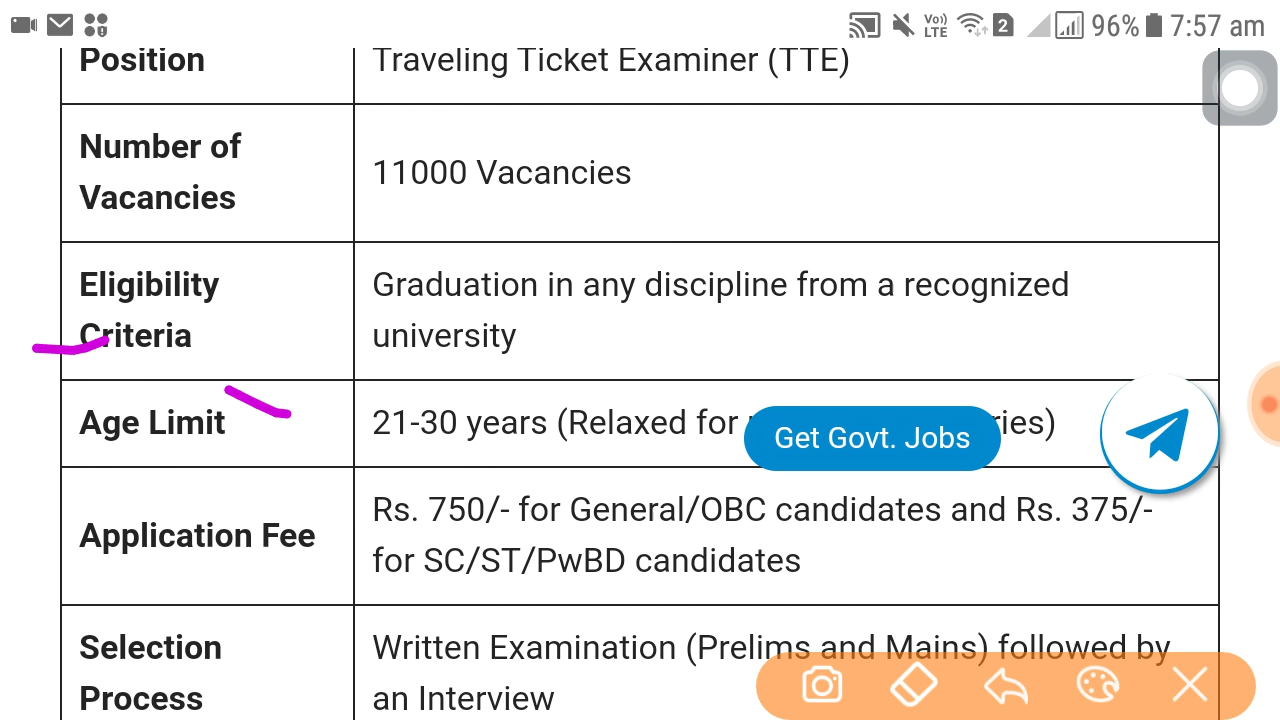 VoLTE 2 96% 7:57 am
Position
Traveling Ticket Examiner (TTE)
Number of
Vacancies
11000 Vacancies
Eligibility
Criteria
Graduation in any discipline from a recognized
university
Age Limit
21-30 years (Relaxed for ries)
Get Govt. Jobs
Application Fee
Rs. 750/- for General/OBC candidates and Rs. 375/-
for SC/ST/PwBD candidates
Selection
Process
Written Examination (Prelims and Mains) followed by
an Interview